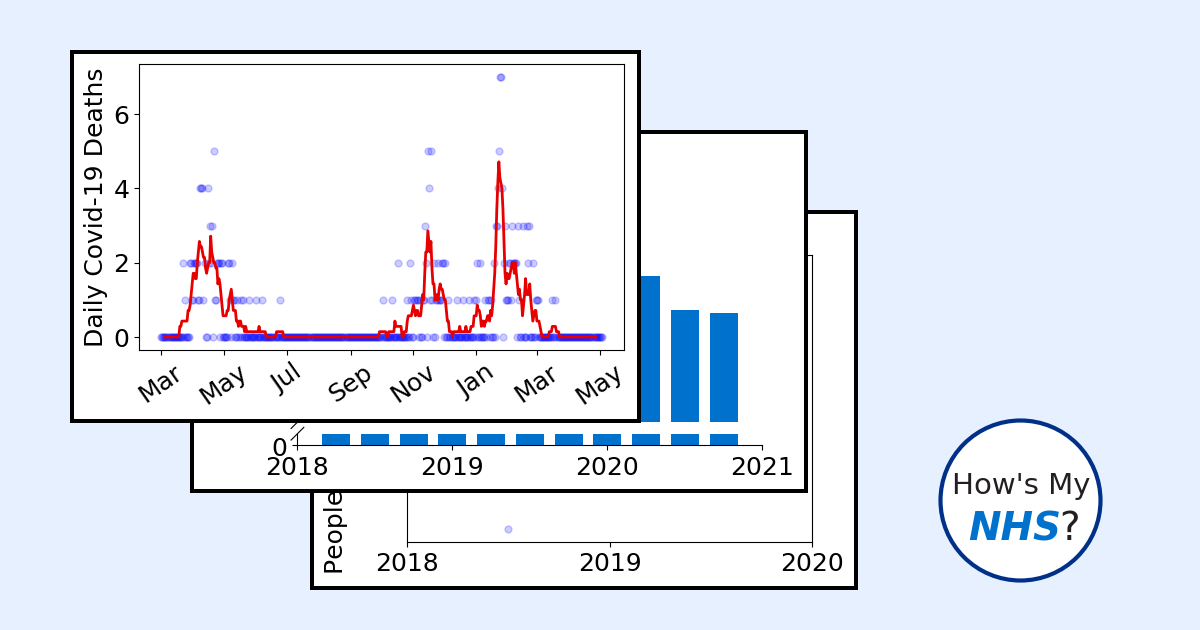 Daily Covid-19 Deaths
6
4
2
0
Mar May Jul Sep Nov Jan Mar May
0
2018 2019 2020 2021
People
2018 2019 2020
How's My
NHS?